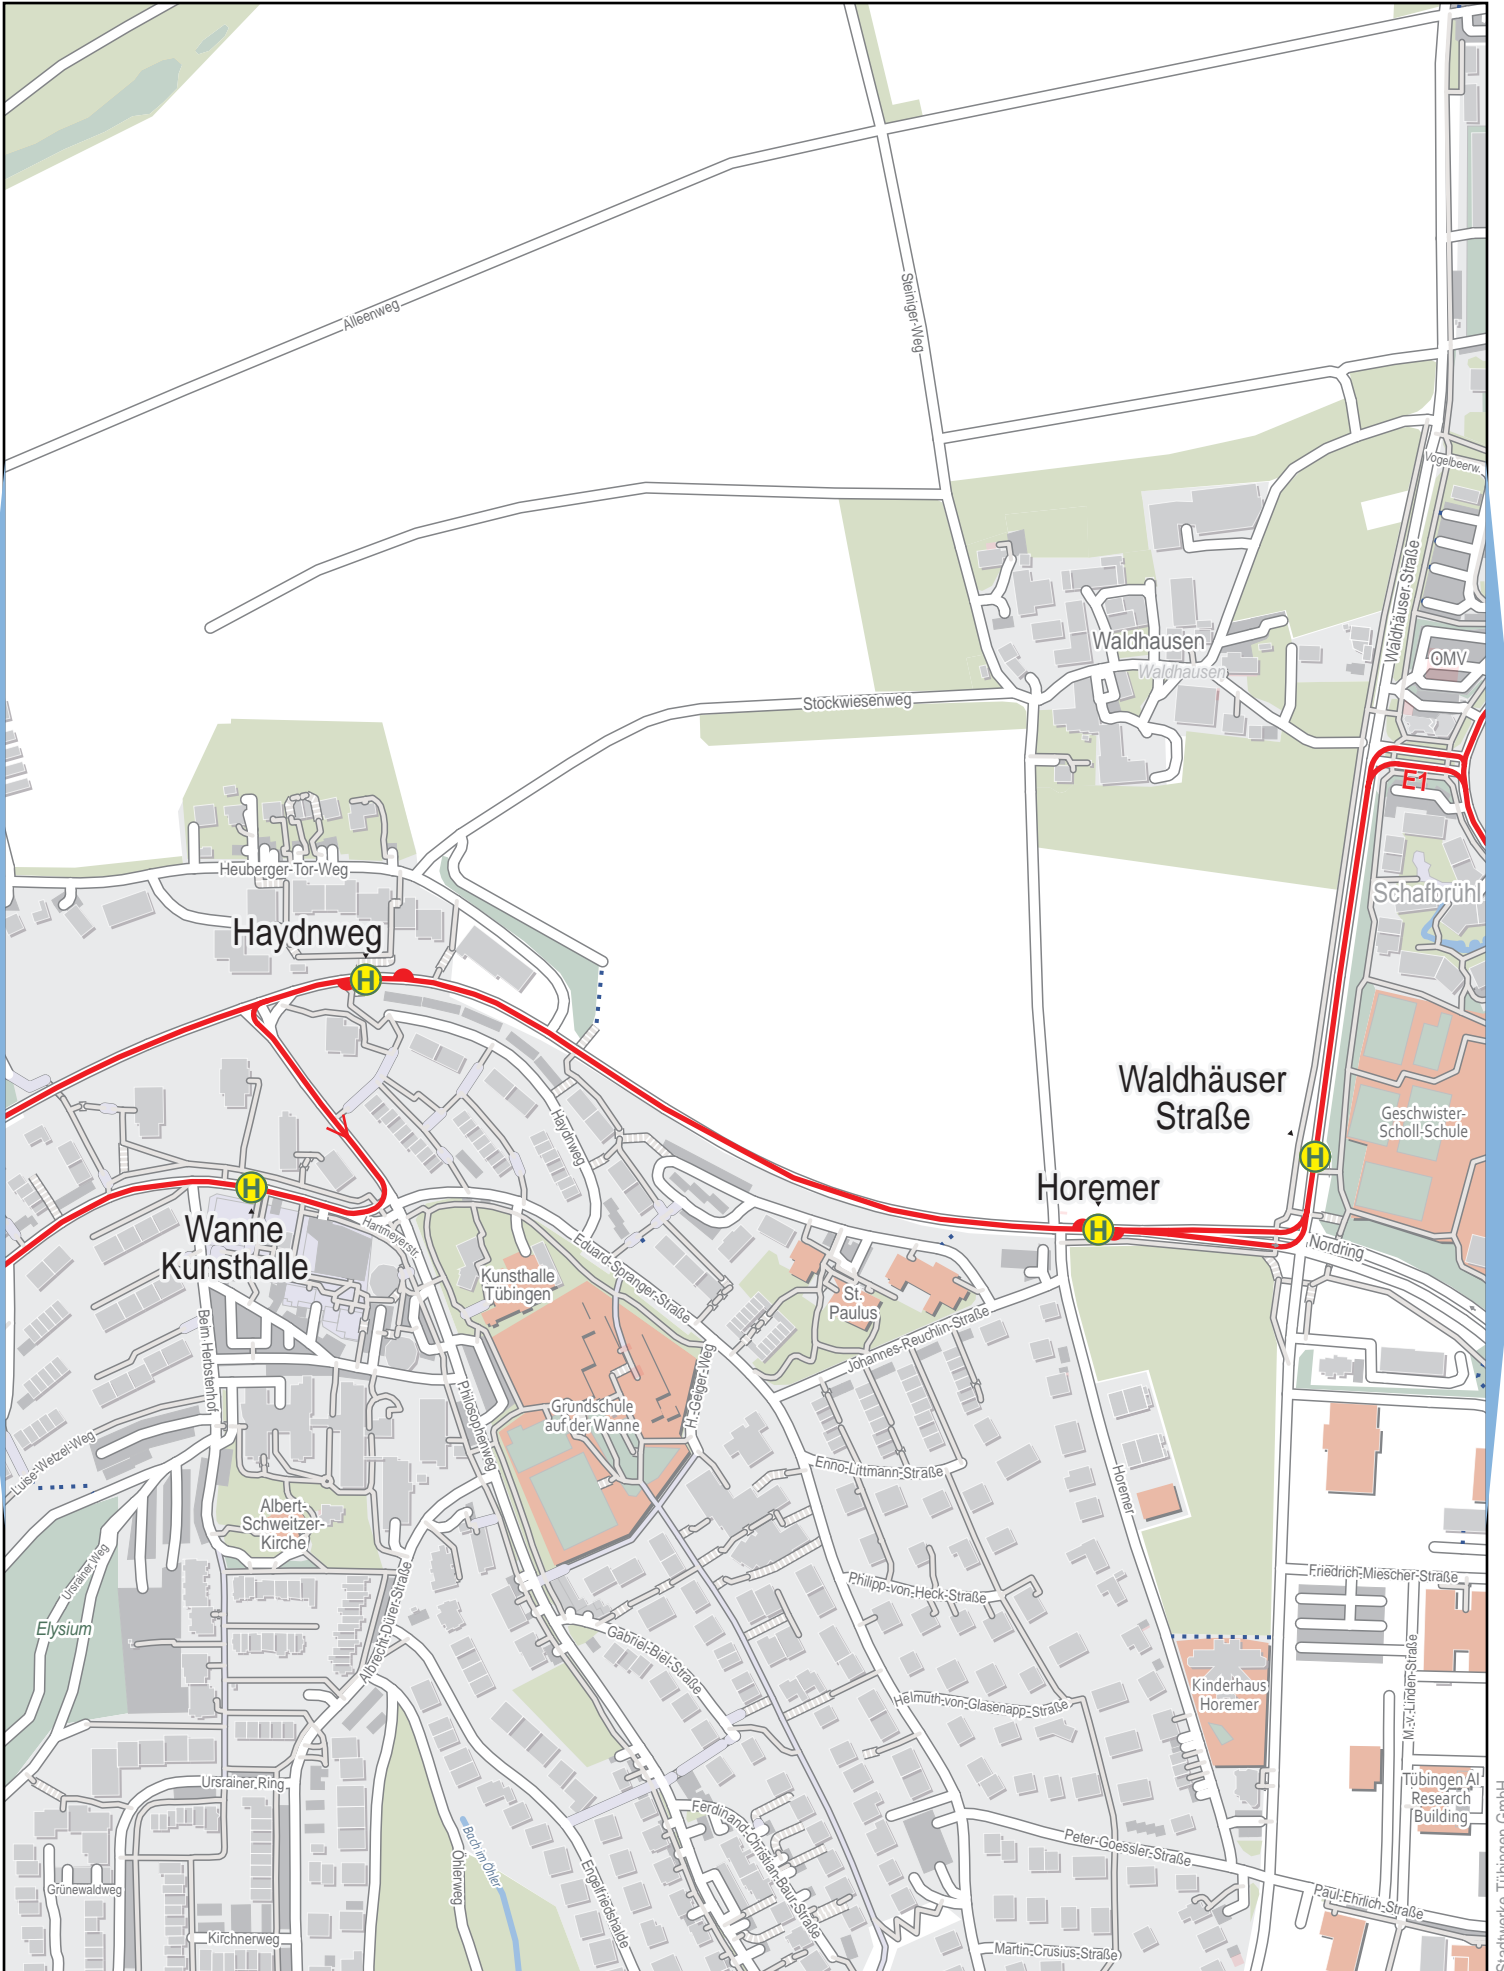 Alleenweg
Steiniger-Weg
Vogelbeerw.
Waldhäuser-Straße
Waldhausen
Waldhausen
OMV
Stockwiesenweg
E1
Heuberger-Tor-Weg
Schafbrühl
Haydnweg
H
Waldhäuser
Straße
Geschwister-
Scholl-Schule
Haydnweg
H
H
Horemer
H
Wanne
Kunsthalle
Hartmeyerstr.
Eduard-Spranger-Straße
Nordring
Kunsthalle
Tübingen
St.
Paulus
Beim-Herbstenhof
Johannes-Reuchlin-Straße
H.-Geiger-Weg
Philosophenweg
Grundschule
auf der Wanne
Luise-Wetzel-Weg
Enno-Littmann-Straße
Horemer
Albert-
Schweitzer-
Kirche
Ursrainer Weg
Friedrich-Miescher-Straße
Philipp-von-Heck-Straße
Elysium
Albrecht-Dürer-Straße
Gabriel-Biel-Straße
M.-v.-Linden-Straße
Kinderhaus
Horemer
Helmuth-von-Glasenapp-Straße
Ursrainer Ring
Tübingen AI
Research
Building
Ferdinand-Christian-Baur-Straße
Bach im Öhler
Öhlerweg
Engelfriedshalde
Peter-Goessler-Straße
Grünewaldweg
Paul-Ehrlich-Straße
Kirchnerweg
Martin-Crusius-Straße
Stadtwerke Tübingen GmbH